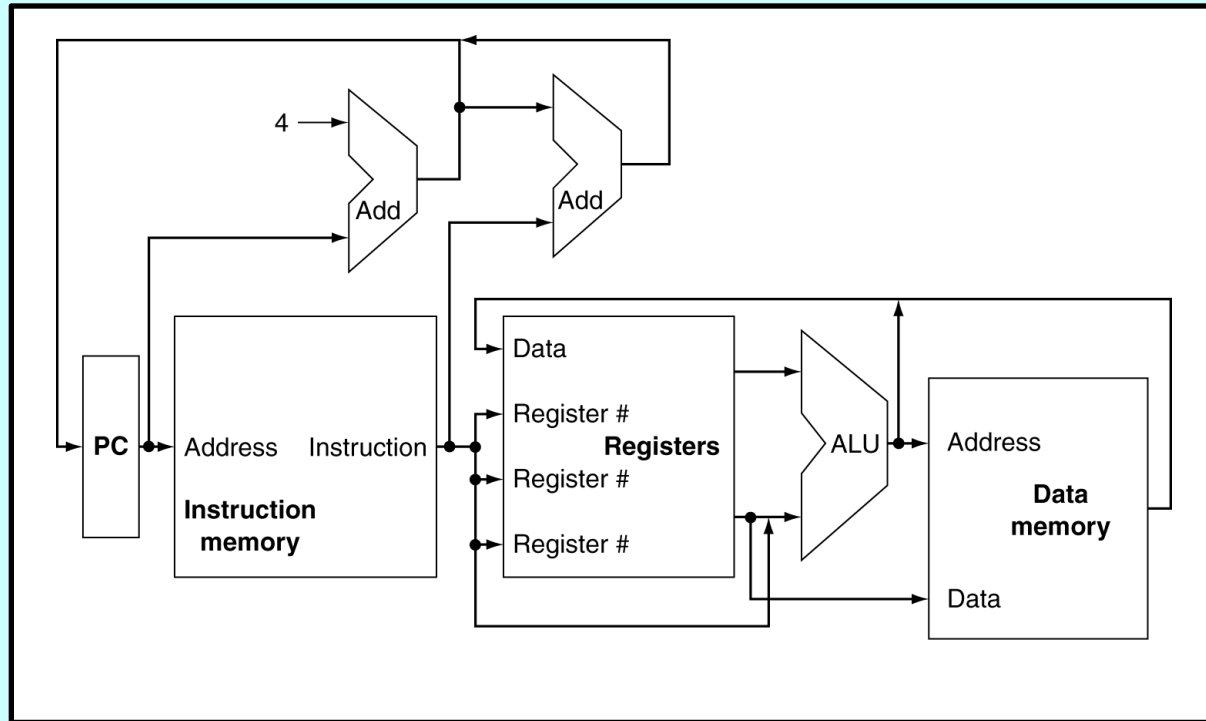 4
Add
Add
Data
Register #
Register #
Register #
Registers
PC
Address
Instruction
Instruction
memory
ALU
Address
Data
memory
Data